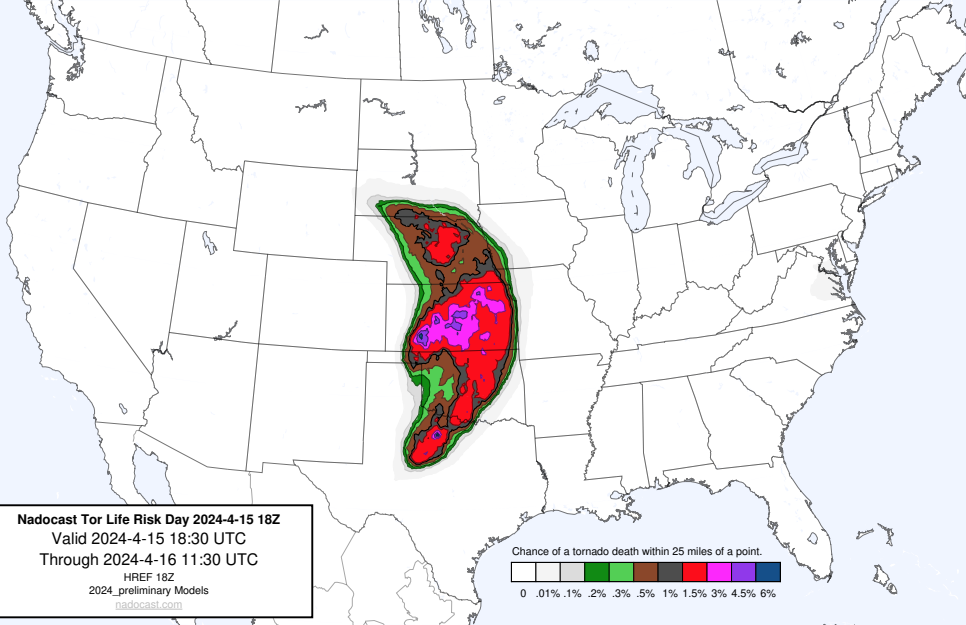 Nadocast Tor Life Risk Day 2024-4-15 18Z
Valid 2024-4-15 18:30 UTC
Through 2024-4-16 11:30 UTC
HREF 18Z
2024_preliminary Models
nadocast.com
Chance of a tornado death within 25 miles of a point.
0 .01% .1% .2% .3% .5% 1% 1.5% 3% 4.5% 6%